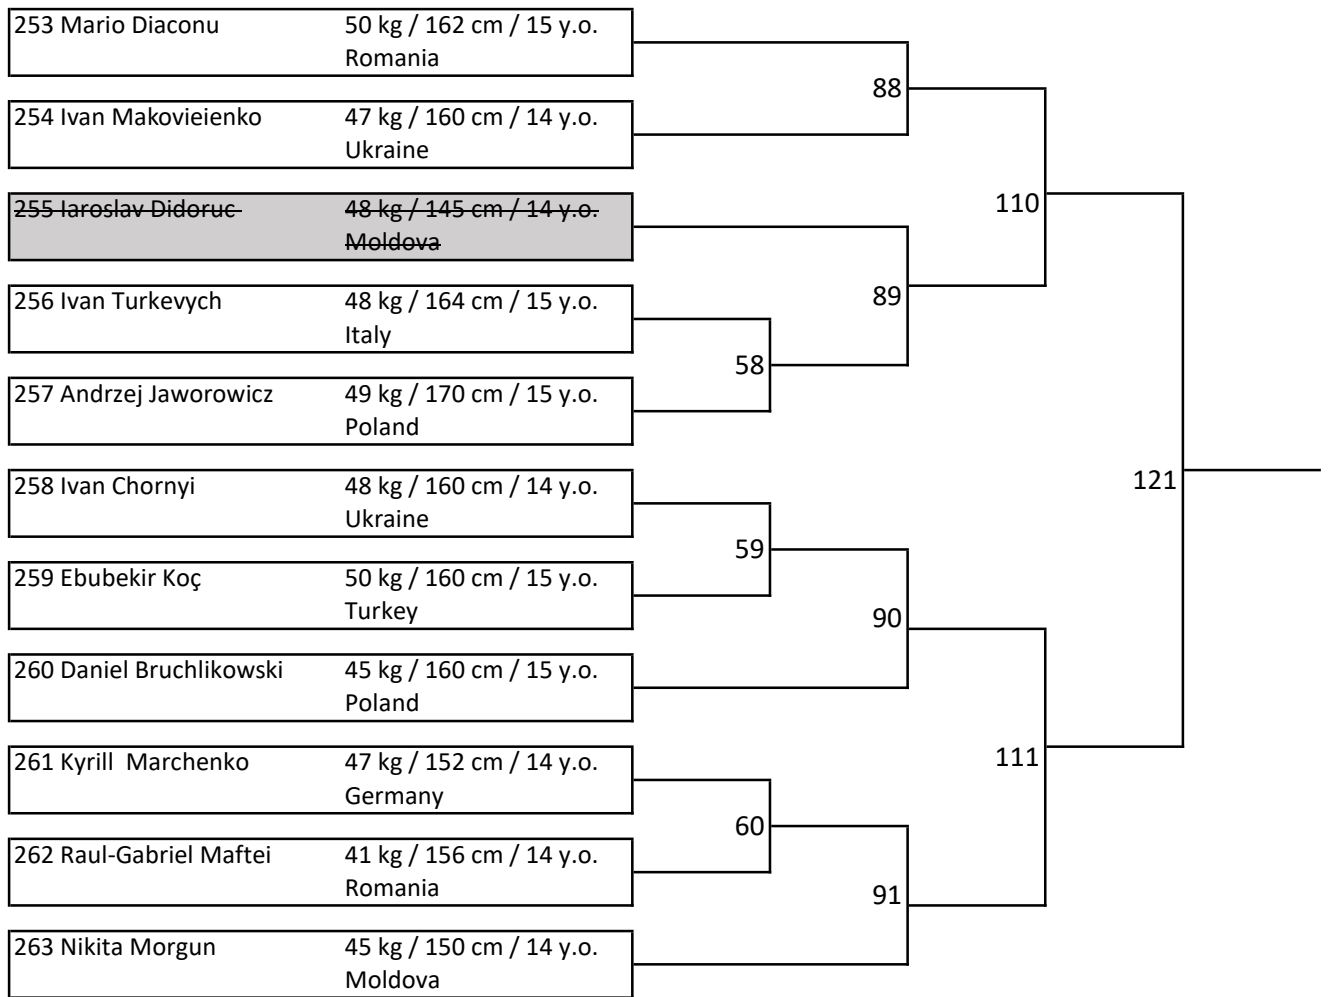 253 Mario Diaconu 50 kg / 162 cm / 15 y.o.
Romania
88
254 Ivan Makovieienko 47 kg / 160 cm / 14 y.o.
Ukraine
255 Iaroslav Didoruc 48 kg / 145 cm / 14 y.o.
110
Moldova
256 Ivan Turkevych 48 kg / 164 cm / 15 y.o.
89
Italy
58
257 Andrzej Jaworowicz 49 kg / 170 cm / 15 y.o.
Poland
258 Ivan Chornyi 48 kg / 160 cm / 14 y.o.
121
Ukraine
59
259 Ebubekir Koç 50 kg / 160 cm / 15 y.o.
Turkey
90
260 Daniel Bruchlikowski 45 kg / 160 cm / 15 y.o.
Poland
261 Kyrill Marchenko 47 kg / 152 cm / 14 y.o.
111
Germany
60
262 Raul-Gabriel Maftei 41 kg / 156 cm / 14 y.o.
Romania
91
263 Nikita Morgun 45 kg / 150 cm / 14 y.o.
Moldova